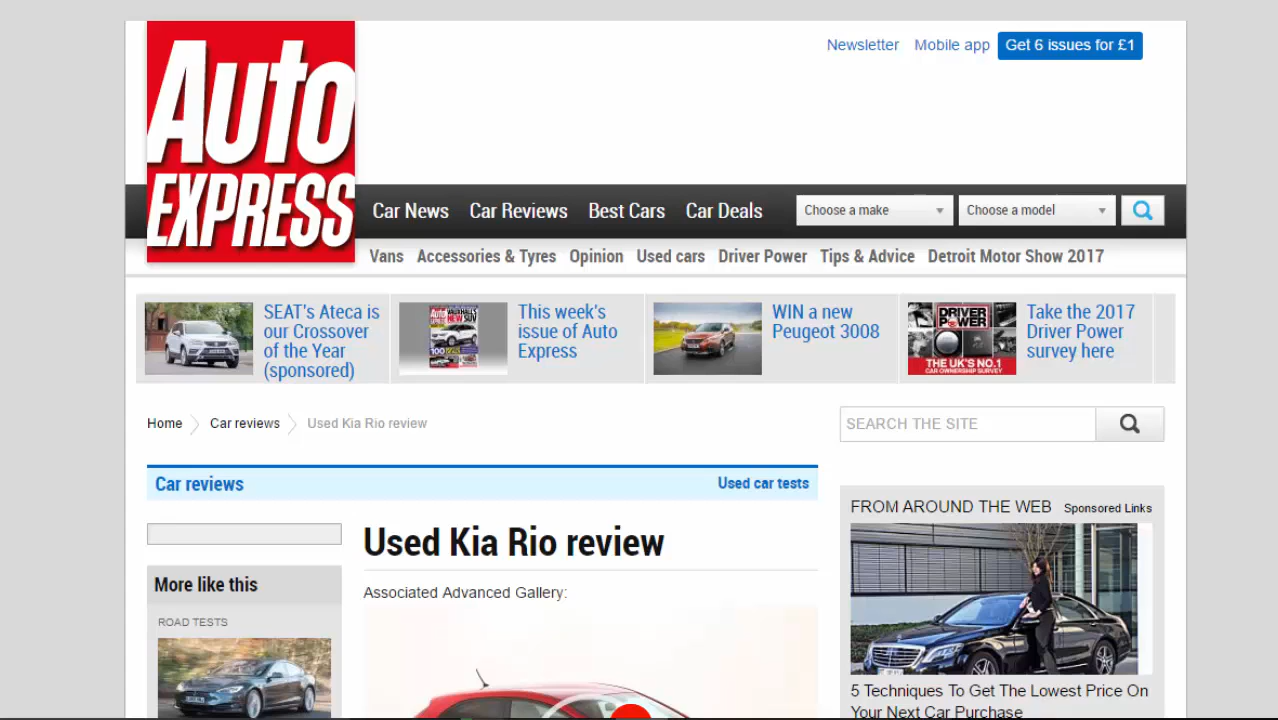 Auto
EXPRESS
Newsletter Mobile app Get 6 issues for £1
Car News Car Reviews Best Cars Car Deals Choose a make Choose a model
Vans Accessories & Tyres Opinion Used cars Driver Power Tips & Advice Detroit Motor Show 2017
SEAT's Ateca is
our Crossover
of the Year
(sponsored)
This week's
issue of Auto
Express
WIN a new
Peugeot 3008
DRIVER
POWER
THE UK'S NO.1
CAR OWNERSHIP SURVEY
Take the 2017
Driver Power
survey here
Home Car reviews Used Kia Rio review
SEARCH THE SITE
Car reviews Used car tests
Used Kia Rio review
Associated Advanced Gallery:
More like this
ROAD TESTS
FROM AROUND THE WEB Sponsored Links
5 Techniques To Get The Lowest Price On
Your Next Car Purchase